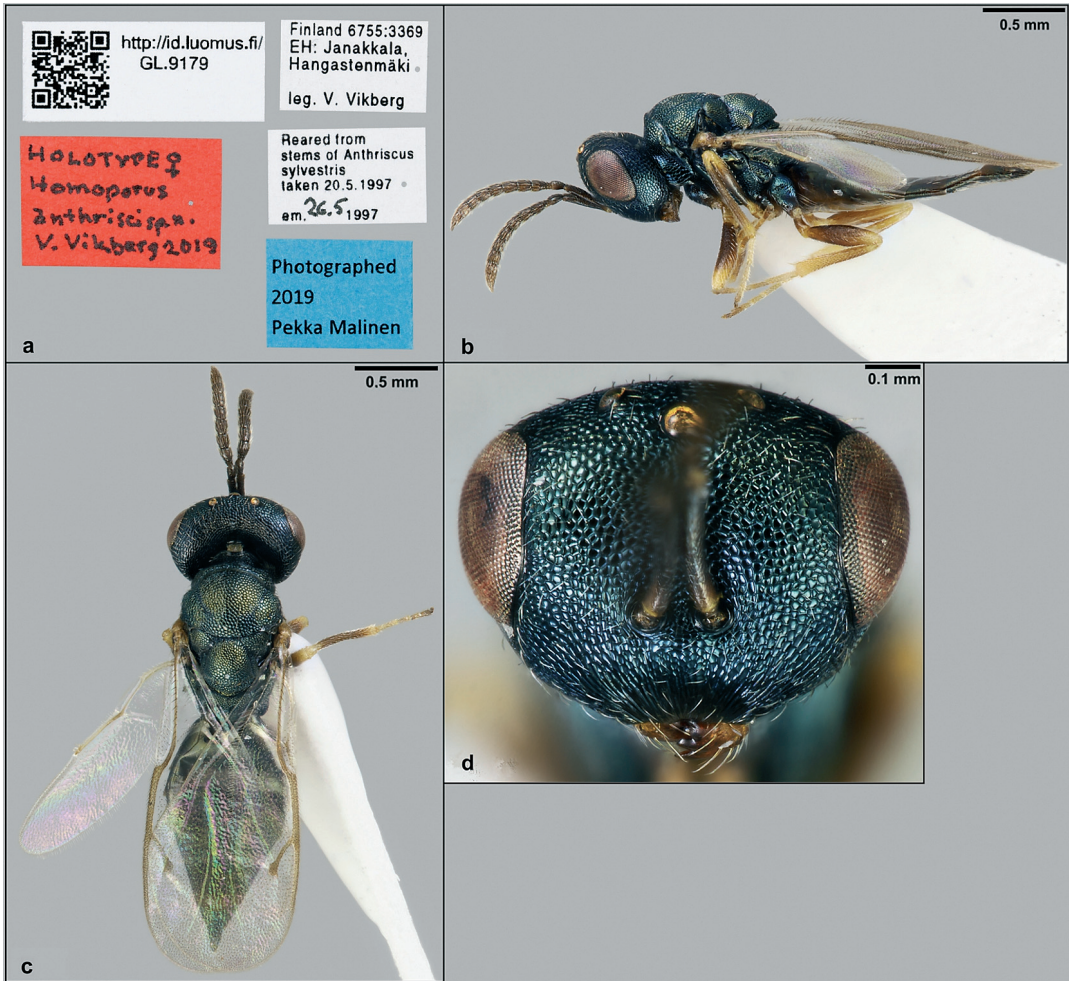 http://id.luomus.fi/
GL.9179
Finland 6755:3369
EH: Janakkala,
Hangastenmäki
leg. V. Vikberg
HOLOTYPE♀
Homoporus
anthrisci sp.n.
V. Vikberg 2019
Reared from
stems of Anthriscus
sylvestris
taken 20.5.1997
em. 26.5 1997
Photographed
2019
Pekka Malinen
a
0.5 mm
b
0.5 mm
c
0.1 mm
d